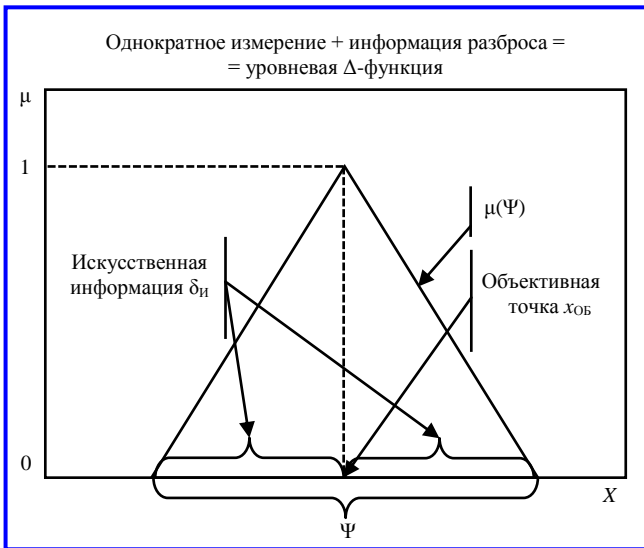 Однократное измерение + информация разброса =
= уровневая Δ-функция
μ
1
μ(Ψ)
Искусственная
информация δИ
Объективная
точка xОБ
0
X
Ψ